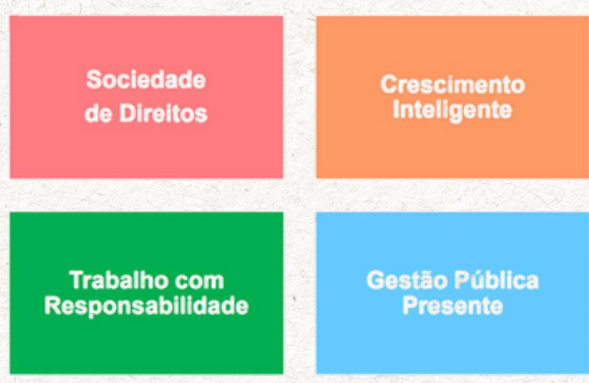 Sociedade
de Direitos
Crescimento
Inteligente
Trabalho com
Responsabilidade
Gestão Pública
Presente